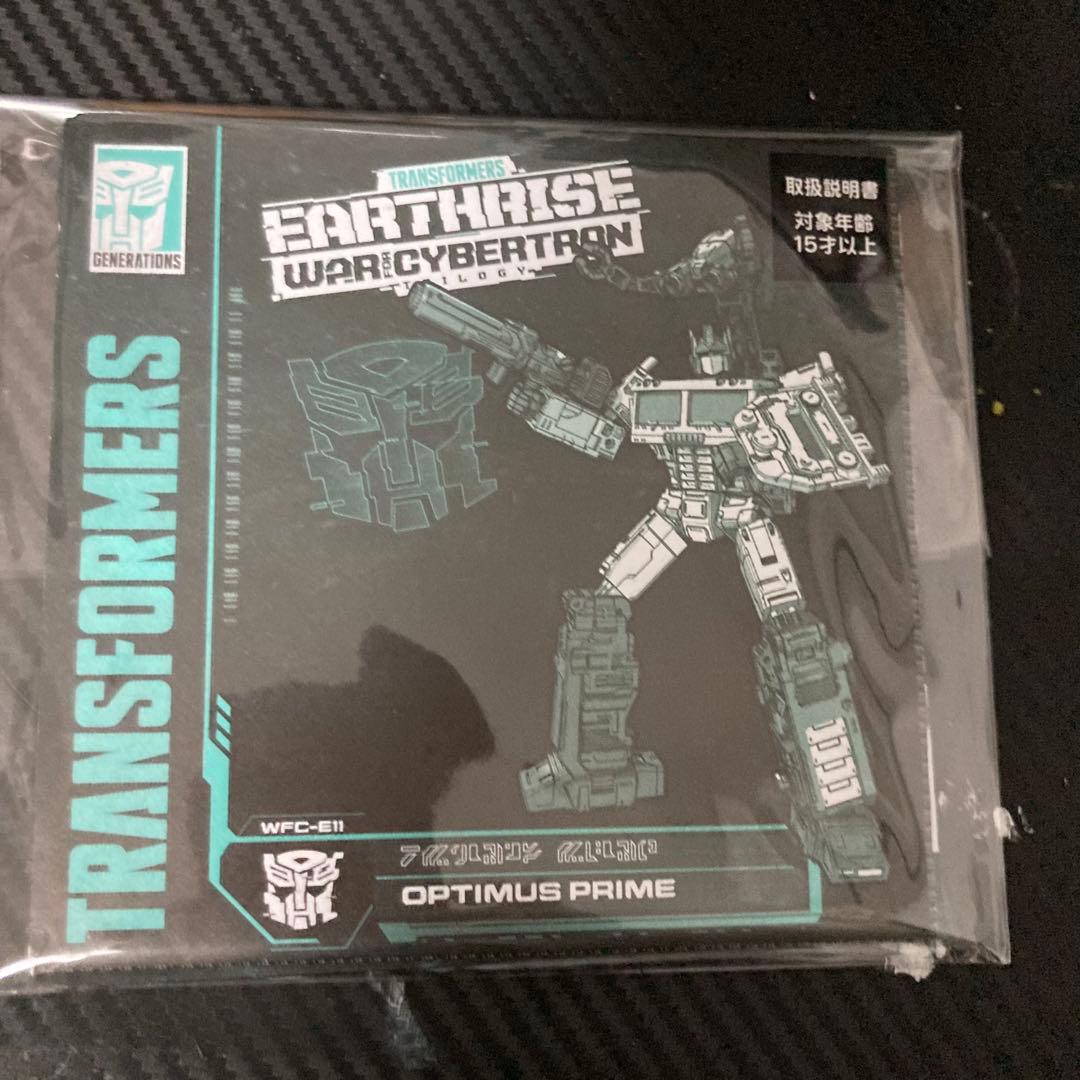 GENERATIONS
TRANSFORMERS
TRANSFORMERS
EARTHRISE
WAR FOR CYBERTRON
TRILOGY
取扱説明書
対象年齢
15才以上
WFC-E11
OPTIMUS PRIME